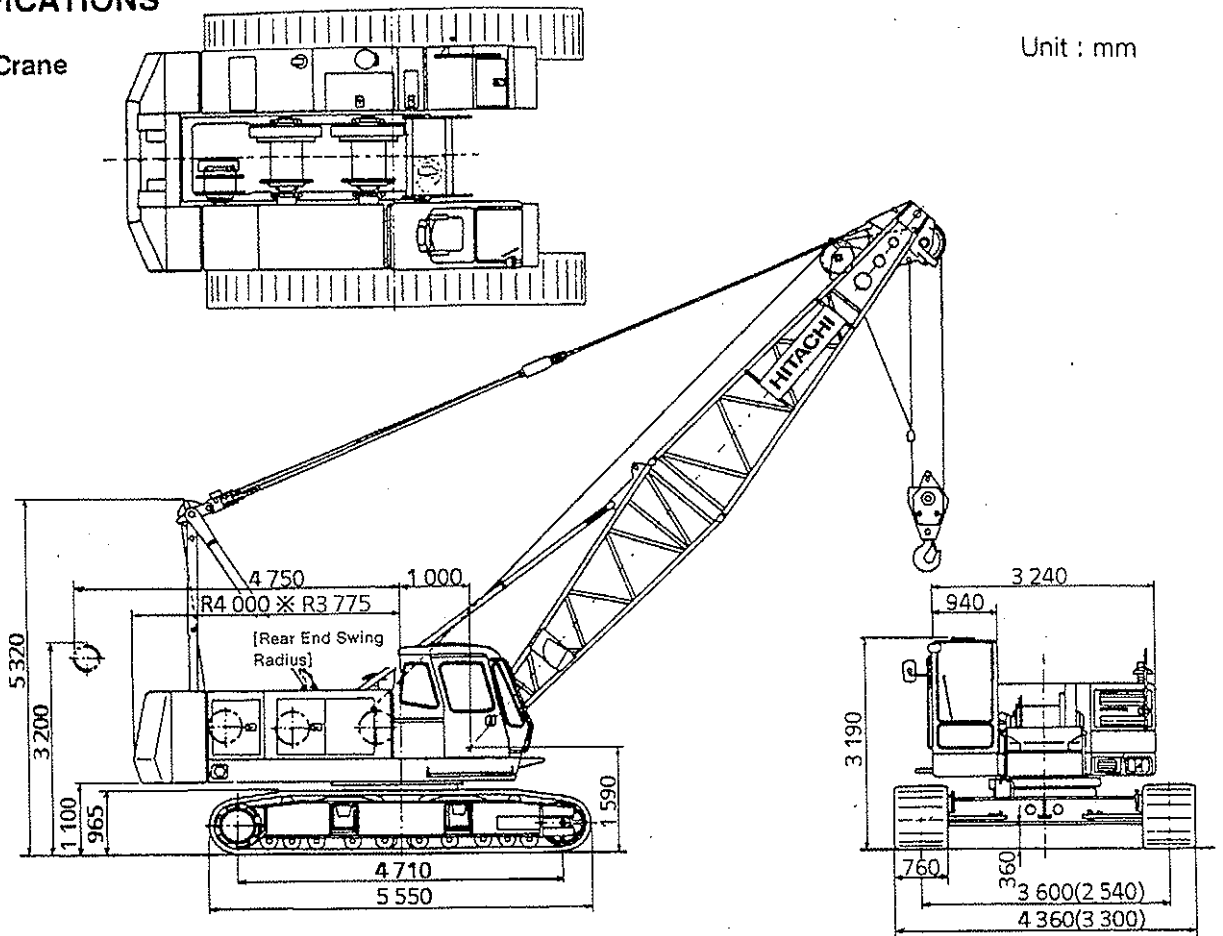 ICATIONS
Crane
Unit : mm
HITACHI
4 750
1 000
R4 000 ※ R3 775
[Rear End Swing
Radius]
5 320
3 200
1 100
965
1 590
4 710
5 550
3 240
940
3 190
760
360
3 600(2 540)
4 360(3 300)